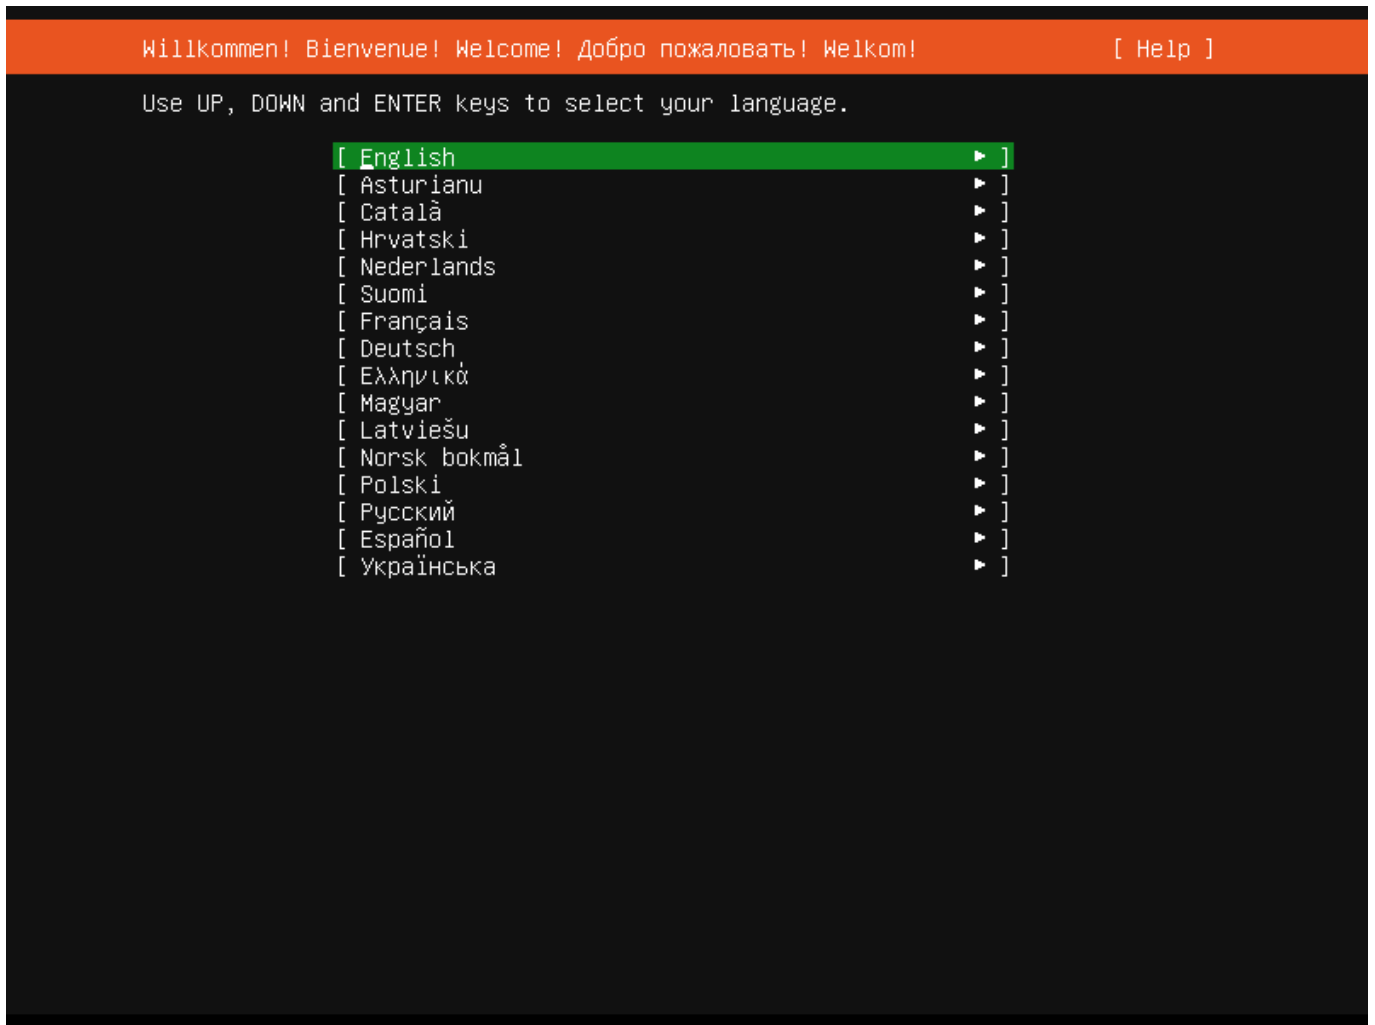 Willkommen! Bienvenue! Welcome! Добро пожаловать! Welkom! [ Help ]
Use UP, DOWN and ENTER keys to select your language.
[ English ► ]
[ Asturianu ► ]
[ Català ► ]
[ Hrvatski ► ]
[ Nederlands ► ]
[ Suomi ► ]
[ Français ► ]
[ Deutsch ► ]
[ Ελληνικά ► ]
[ Magyar ► ]
[ Latviešu ► ]
[ Norsk bokmål ► ]
[ Polski ► ]
[ Русский ► ]
[ Español ► ]
[ Українська ► ]